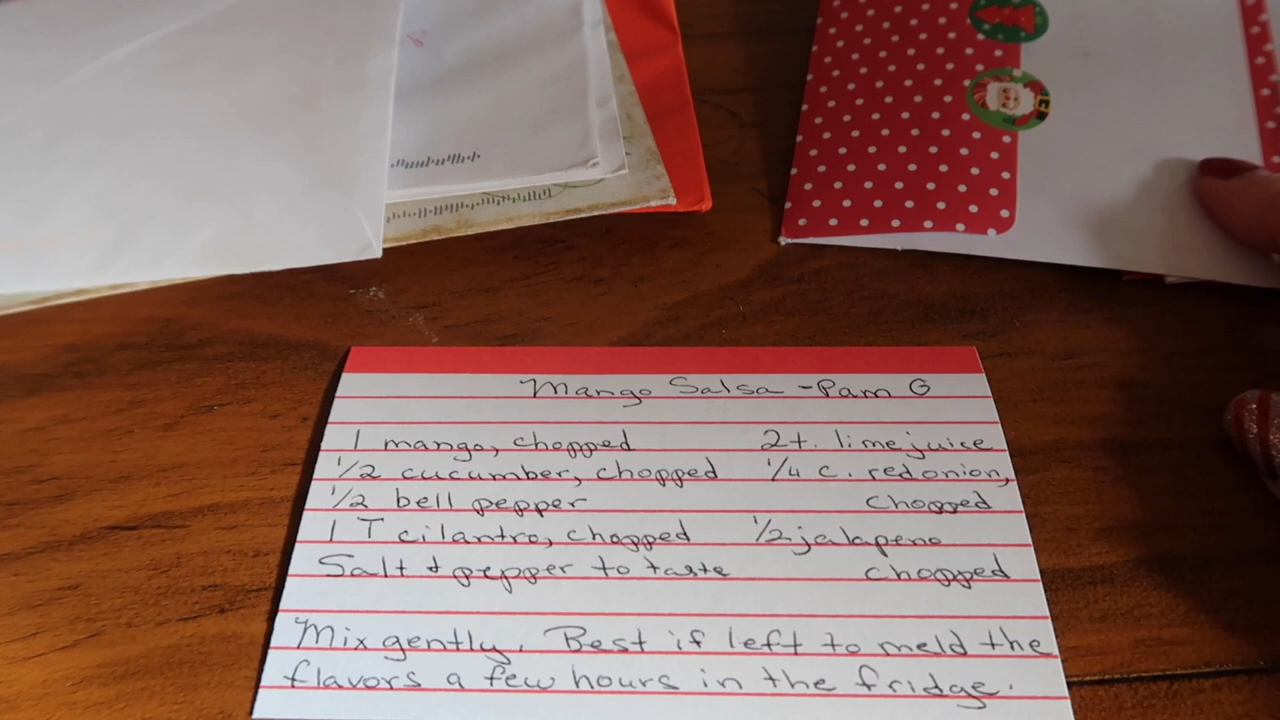 Mango Salsa - Pam G
1 mango, chopped 2 t. lime juice
1/2 cucumber, chopped 1/4 c. red onion,
1/2 bell pepper chopped
1 T cilantro, chopped 1/2 jalapeno
Salt & pepper to taste chopped
Mix gently. Best if left to meld the
flavors a few hours in the fridge.